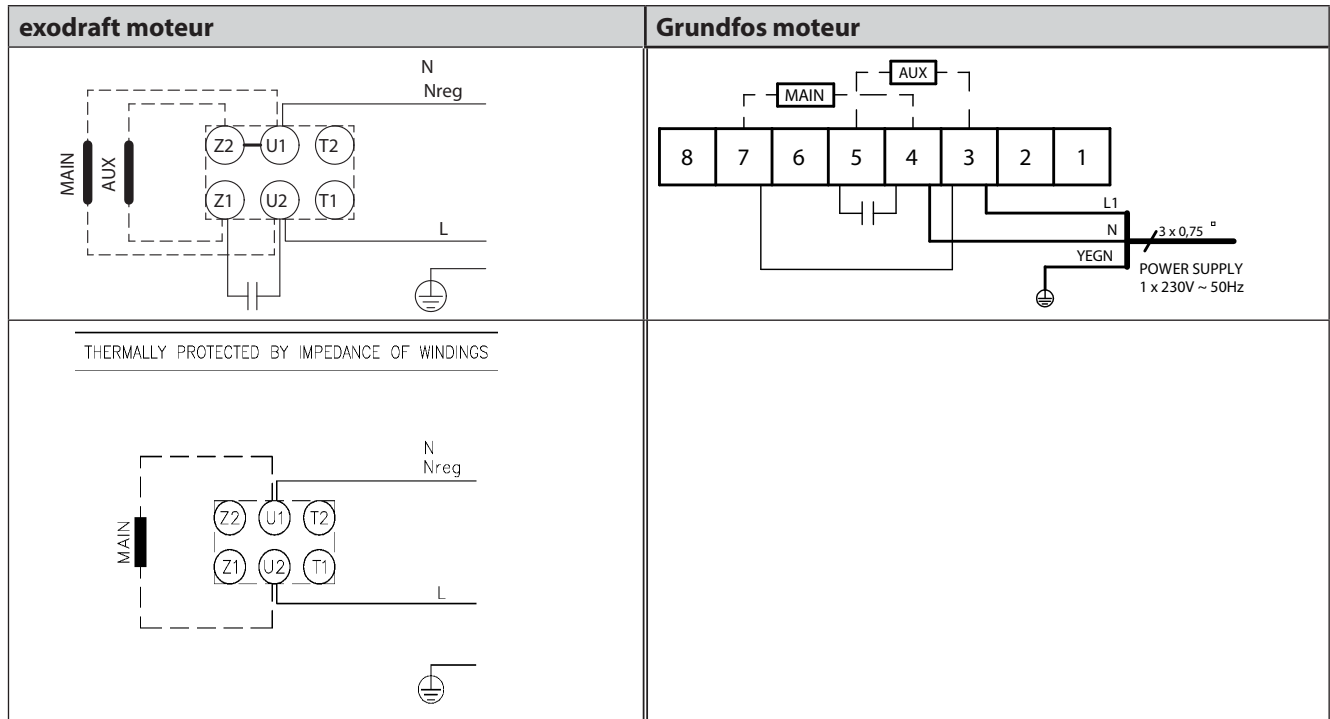 exodraft moteur
Grundfos moteur
N
Nreg
MAIN
AUX
Z2 U1 T2
Z1 U2 T1
L
AUX
MAIN
8 7 6 5 4 3 2 1
L1
N
3 x 0,75 □
YEGN
POWER SUPPLY
1 x 230V ~ 50Hz
THERMALLY PROTECTED BY IMPEDANCE OF WINDINGS
N
Nreg
MAIN
Z2 U1 T2
Z1 U2 T1
L